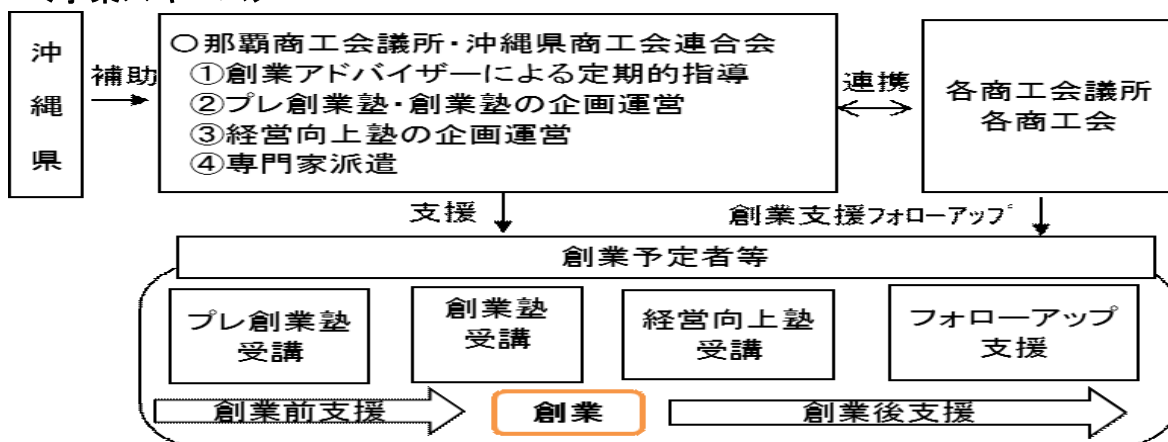 沖縄県
補助
○那覇商工会議所・沖縄県商工会連合会
①創業アドバイザーによる定期的指導
②プレ創業塾・創業塾の企画運営
③経営向上塾の企画運営
④専門家派遣
連携
各商工会議所
各商工会
支援
創業支援フォローアップ
創業予定者等
プレ創業塾
受講
創業塾
受講
経営向上塾
受講
フォローアップ
支援
創業前支援
創業
創業後支援